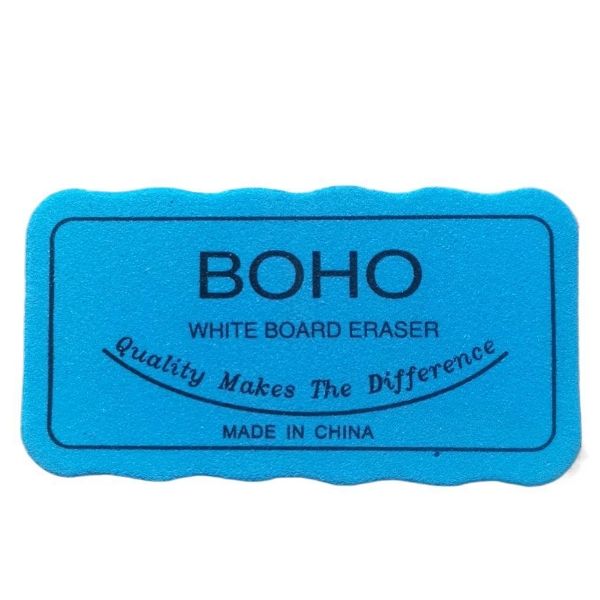 BOHO
WHITE BOARD ERASER
Quality Makes The Difference
MADE IN CHINA